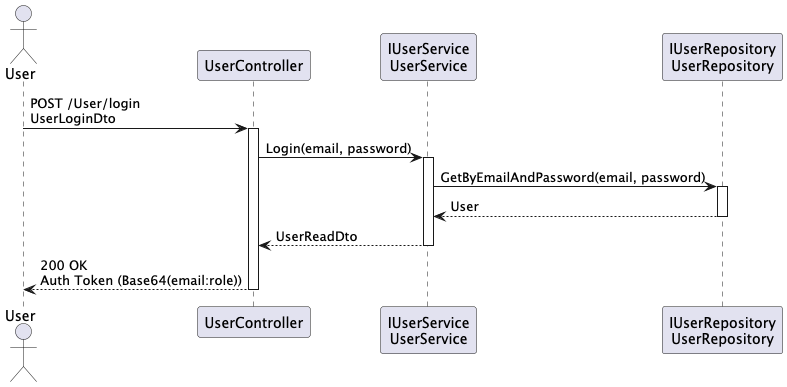 User
UserController
IUserService
UserService
IUserRepository
UserRepository
POST /User/login
UserLoginDto
Login(email, password)
GetByEmailAndPassword(email, password)
User
UserReadDto
200 OK
Auth Token (Base64(email:role))
User
UserController
IUserService
UserService
IUserRepository
UserRepository